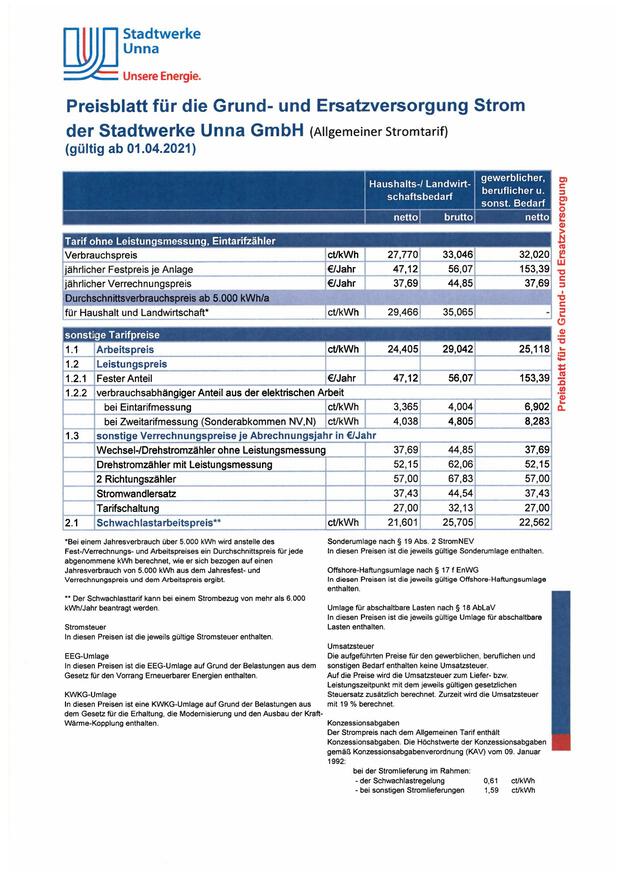 Stadtwerke
Unna
Unsere Energie.
Preisblatt für die Grund- und Ersatzversorgung Strom
der Stadtwerke Unna GmbH (Allgemeiner Stromtarif)
(gültig ab 01.04.2021)
Haushalts-/ Landwirt-
schaftsbedarf
gewerblicher,
beruflicher u.
sonst. Bedarf
netto brutto netto
Tarif ohne Leistungsmessung, Eintarifzähler
Verbrauchspreis ct/kWh 27,770 33,046 32,020
jährlicher Festpreis je Anlage €/Jahr 47,12 56,07 153,39
jährlicher Verrechnungspreis €/Jahr 37,69 44,85 37,69
Durchschnittsverbrauchspreis ab 5.000 kWh/a
für Haushalt und Landwirtschaft* ct/kWh 29,466 35,065 -
sonstige Tarifpreise
1.1 Arbeitspreis ct/kWh 24,405 29,042 25,118
1.2 Leistungspreis
1.2.1 Fester Anteil €/Jahr 47,12 56,07 153,39
1.2.2 verbrauchsabhängiger Anteil aus der elektrischen Arbeit
bei Eintarifmessung ct/kWh 3,365 4,004 6,902
bei Zweitarifmessung (Sonderabkommen NV,N) ct/kWh 4,038 4,805 8,283
1.3 sonstige Verrechnungspreise je Abrechnungsjahr in €/Jahr
Wechsel-/Drehstromzähler ohne Leistungsmessung 37,69 44,85 37,69
Drehstromzähler mit Leistungsmessung 52,15 62,06 52,15
2 Richtungszähler 57,00 67,83 57,00
Stromwandlersatz 37,43 44,54 37,43
Tarifschaltung 27,00 32,13 27,00
2.1 Schwachlastarbeitspreis** ct/kWh 21,601 25,705 22,562
Preisblatt für die Grund- und Ersatzversorgung
*Bei einem Jahresverbrauch über 5.000 kWh wird anstelle des
Fest-/Verrechnungs- und Arbeitspreises ein Durchschnittspreis für jede
abgenommene kWh berechnet, wie er sich bezogen auf einen
Jahresverbrauch von 5.000 kWh aus dem Jahresfest- und
Verrechnungspreis und dem Arbeitspreis ergibt.
** Der Schwachlasttarif kann bei einem Strombezug von mehr als 6.000
kWh/Jahr beantragt werden.
Stromsteuer
In diesen Preisen ist die jeweils gültige Stromsteuer enthalten.
EEG-Umlage
In diesen Preisen ist die EEG-Umlage auf Grund der Belastungen aus dem
Gesetz für den Vorrang Erneuerbarer Energien enthalten.
KWKG-Umlage
In diesen Preisen ist eine KWKG-Umlage auf Grund der Belastungen aus
dem Gesetz für die Erhaltung, die Modernisierung und den Ausbau der Kraft-
Wärme-Kopplung enthalten.
Sonderumlage nach § 19 Abs. 2 StromNEV
In diesen Preisen ist die jeweils gültige Sonderumlage enthalten.
Offshore-Haftungsumlage nach § 17 f EnWG
In diesen Preisen ist die jeweils gültige Offshore-Haftungsumlage
enthalten.
Umlage für abschaltbare Lasten nach § 18 AbLaV
In diesen Preisen ist die jeweils gültige Umlage für abschaltbare
Lasten enthalten.
Umsatzsteuer
Die aufgeführten Preise für den gewerblichen, beruflichen und
sonstigen Bedarf enthalten keine Umsatzsteuer.
Auf die Preise wird die Umsatzsteuer zum Liefer- bzw.
Leistungszeitpunkt mit dem jeweils gültigen gesetzlichen
Steuersatz zusätzlich berechnet. Zurzeit wird die Umsatzsteuer
mit 19 % berechnet.
Konzessionsabgaben
Der Strompreis nach dem Allgemeinen Tarif enthält
Konzessionsabgaben. Die Höchstwerte der Konzessionsabgaben
gemäß Konzessionsabgabenverordnung (KAV) vom 09. Januar
1992:
bei der Stromlieferung im Rahmen:
- der Schwachlastregelung 0,61 ct/kWh
- bei sonstigen Stromlieferungen 1,59 ct/kWh